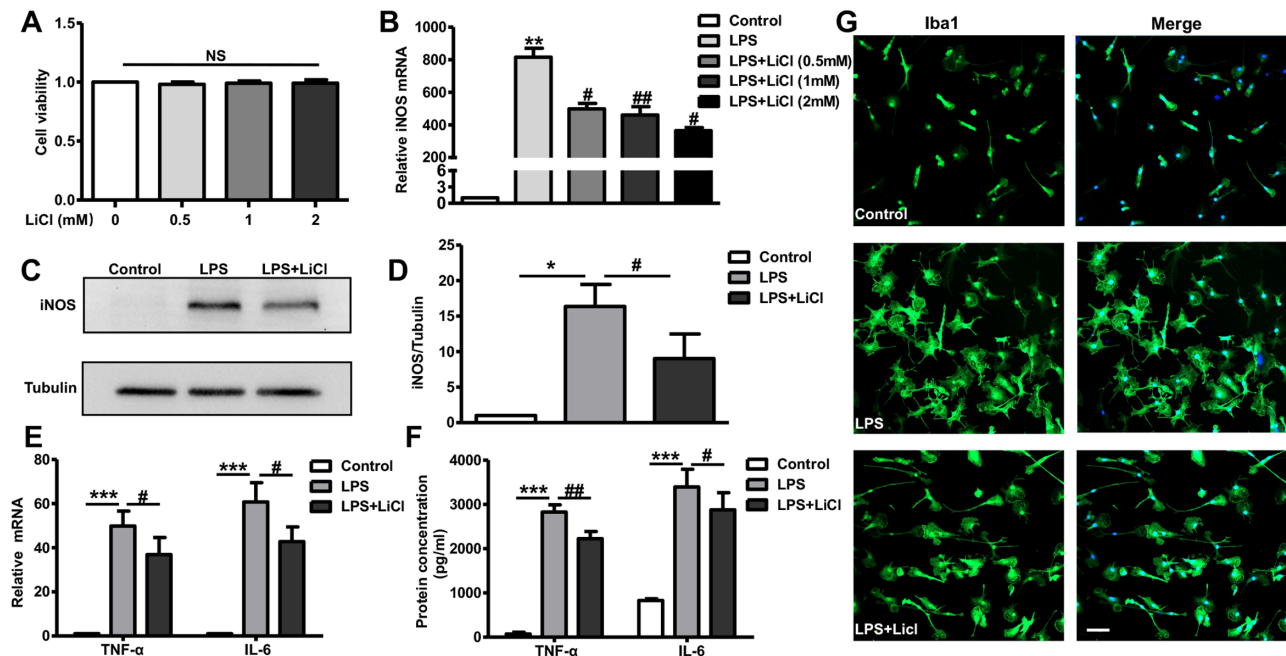 A
1.5
1.0
0.5
0.0
Cell viability
NS
LiCl (mM) 0 0.5 1 2
B
1000
800
600
400
200
6
3
0
Relative iNOS mRNA
**
#
##
#
Control
LPS
LPS+LiCl (0.5mM)
LPS+LiCl (1mM)
LPS+LiCl (2mM)
C
Control LPS LPS+LiCl
iNOS
Tubulin
D
25
20
15
10
5
0
iNOS/Tubulin
*
#
Control
LPS
LPS+LiCl
E
80
60
40
20
0
Relative mRNA
*** #
*** #
TNF-α IL-6
Control
LPS
LPS+LiCl
F
4000
3000
2000
1000
0
Protein concentration
(pg/ml)
*** ##
*** #
TNF-α IL-6
Control
LPS
LPS+LiCl
G
Iba1 Merge
Control
LPS
LPS+Licl